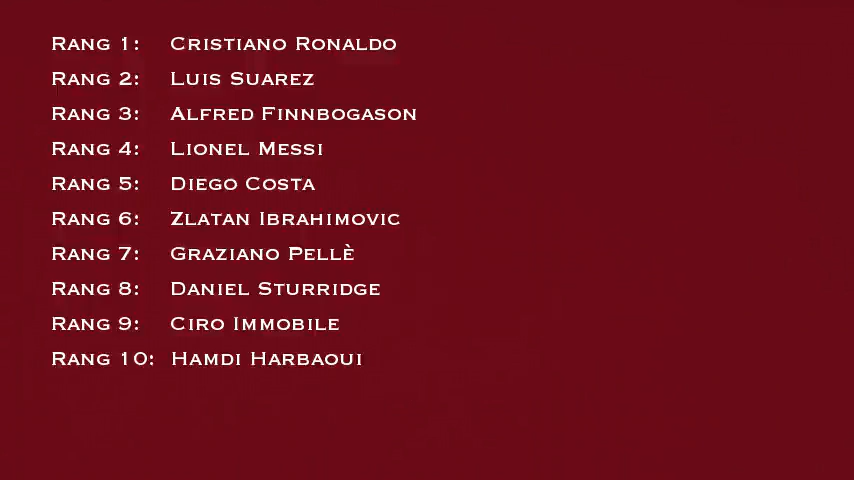 Rang 1: Cristiano Ronaldo
Rang 2: Luis Suarez
Rang 3: Alfred Finnbogason
Rang 4: Lionel Messi
Rang 5: Diego Costa
Rang 6: Zlatan Ibrahimovic
Rang 7: Graziano Pellè
Rang 8: Daniel Sturridge
Rang 9: Ciro Immobile
Rang 10: Hamdi Harbaoui